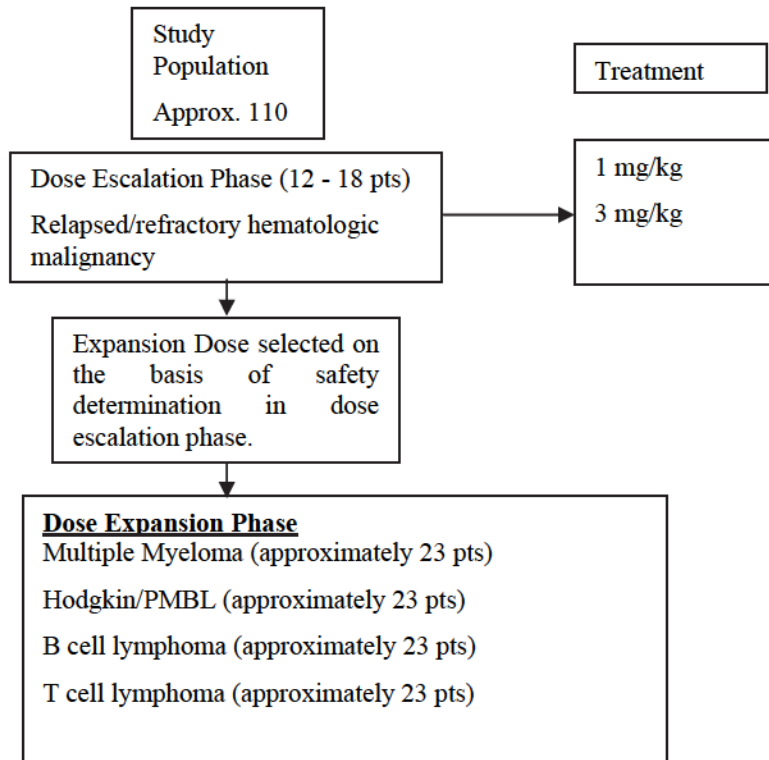 Study
Population
Approx. 110
Treatment
Dose Escalation Phase (12 - 18 pts)
Relapsed/refractory hematologic
malignancy
1 mg/kg
3 mg/kg
Expansion Dose selected on
the basis of safety
determination in dose
escalation phase.
Dose Expansion Phase
Multiple Myeloma (approximately 23 pts)
Hodgkin/PMBL (approximately 23 pts)
B cell lymphoma (approximately 23 pts)
T cell lymphoma (approximately 23 pts)